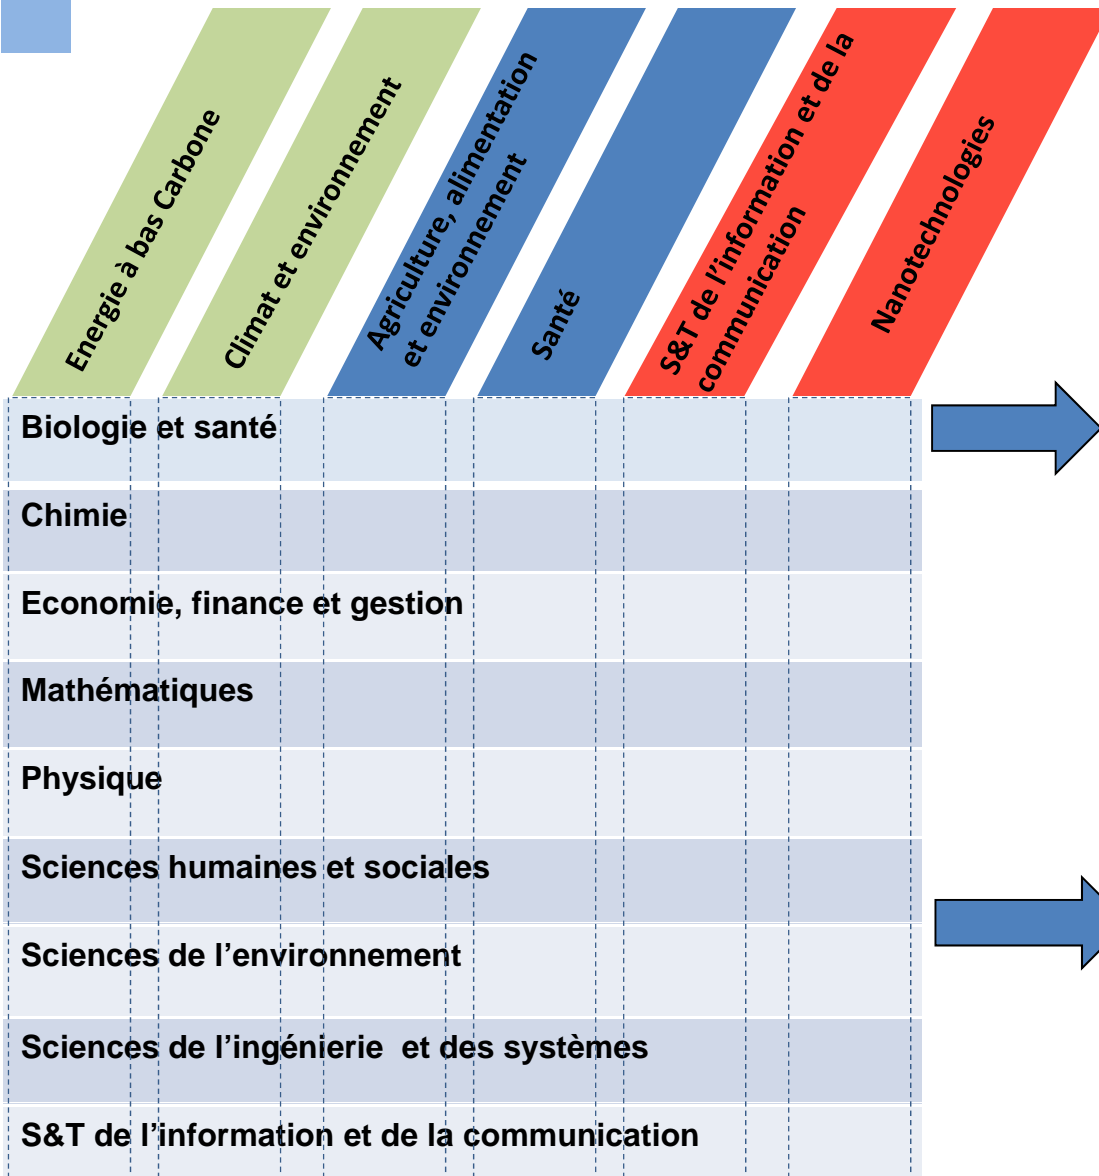 Energie à bas Carbone
Climat et environnement
Agriculture, alimentation
et environnement
Santé
S&T de l’information et de la
communication
Nanotechnologies
Biologie et santé
Chimie
Economie, finance et gestion
Mathématiques
Physique
Sciences humaines et sociales
Sciences de l’environnement
Sciences de l’ingénierie  et des systèmes
S&T de l’information et de la communication